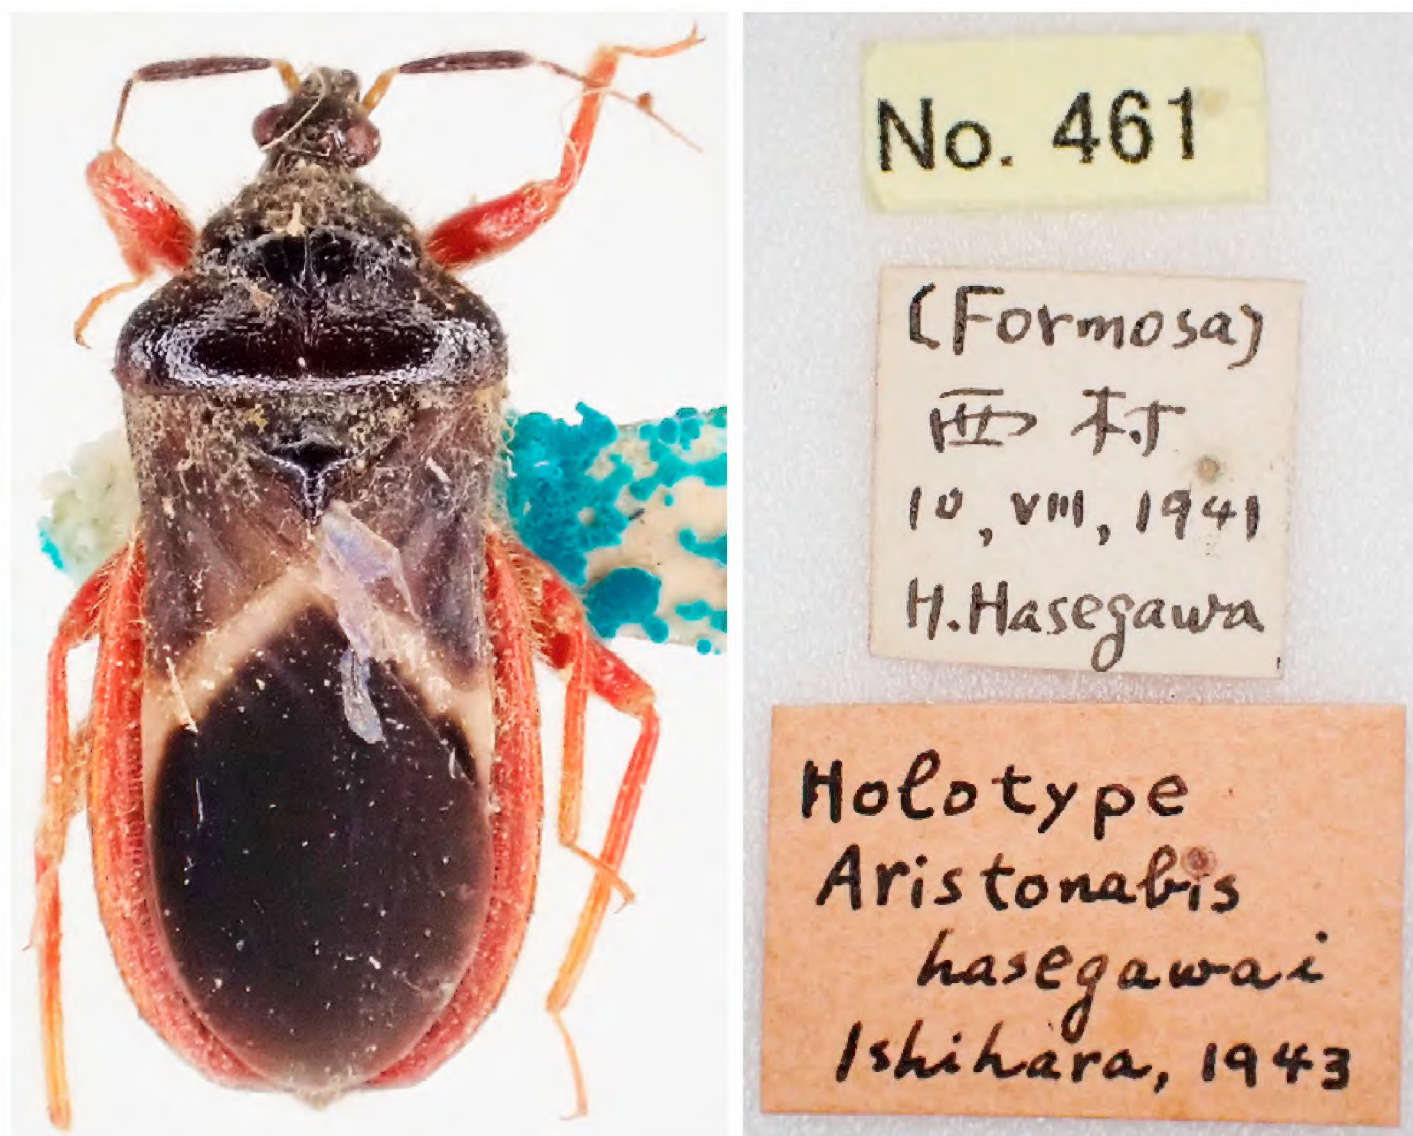 No. 461
(Formosa)
西村
10, VIII, 1941
H.Hasegawa
Holotype
Aristonabis
hasegawai
Ishihara, 1943